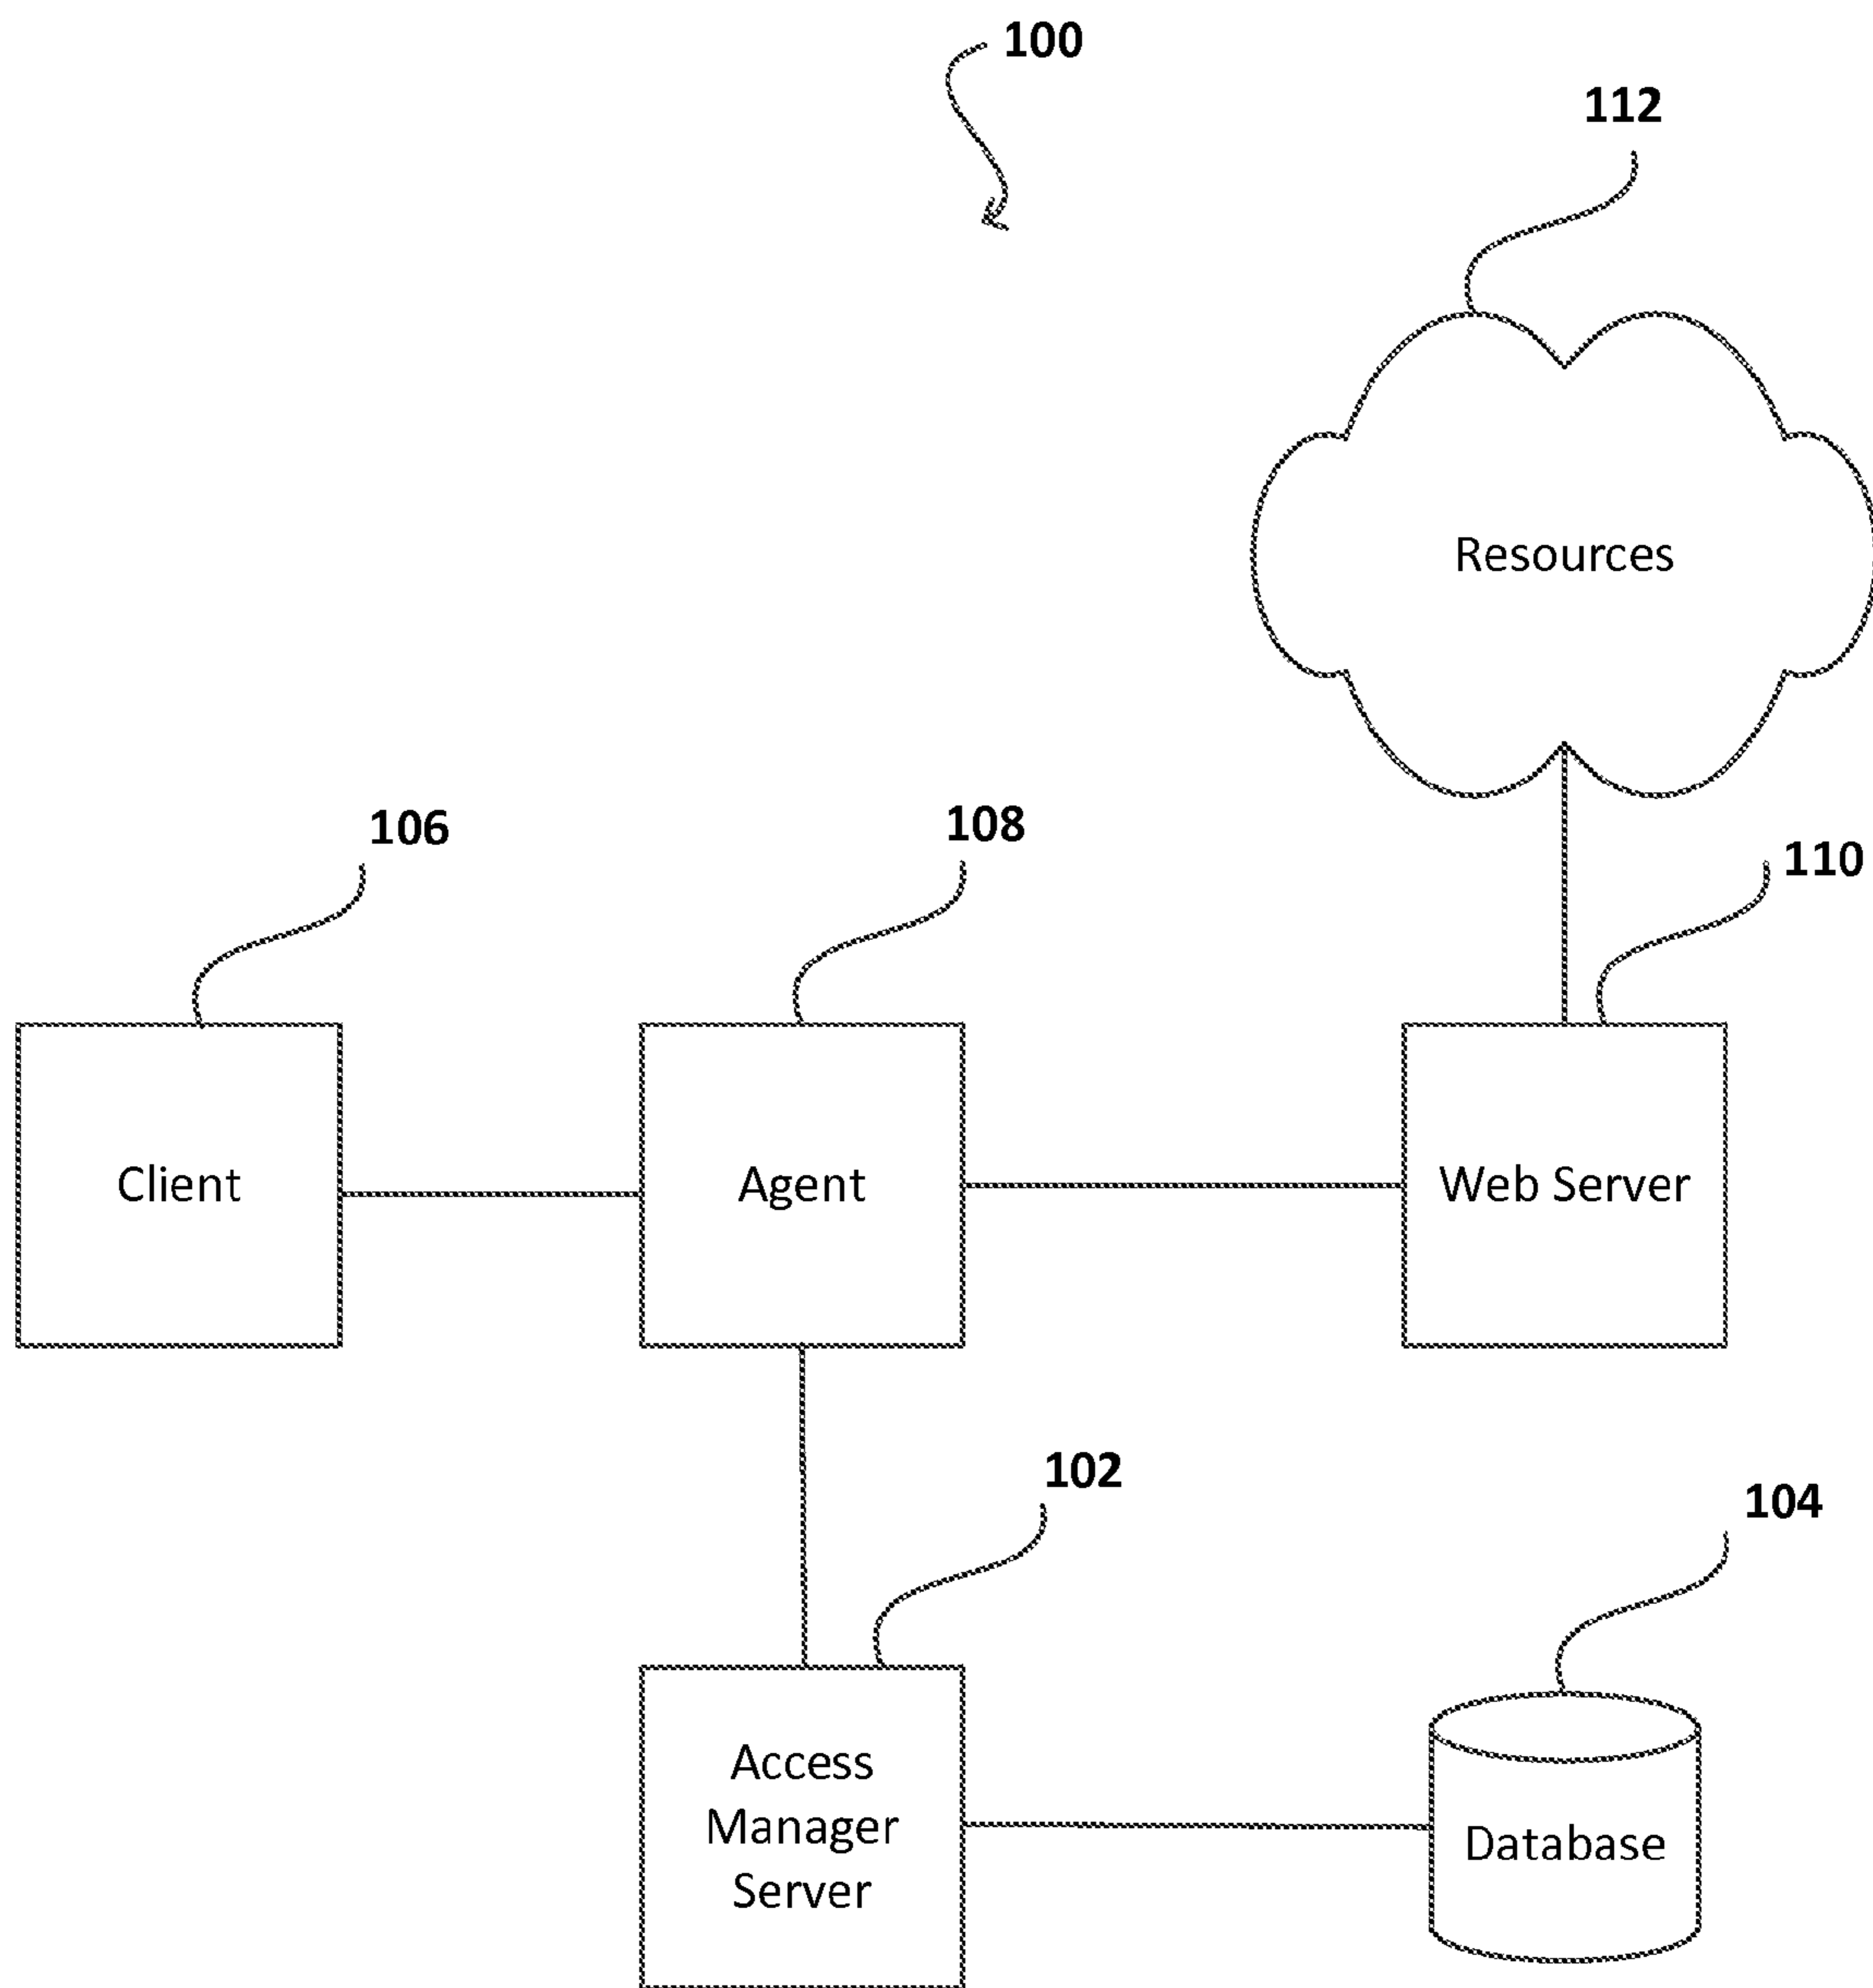 100
112
Resources
106
108
110
Client
Agent
Web Server
102
104
Access
Manager
Server
Database